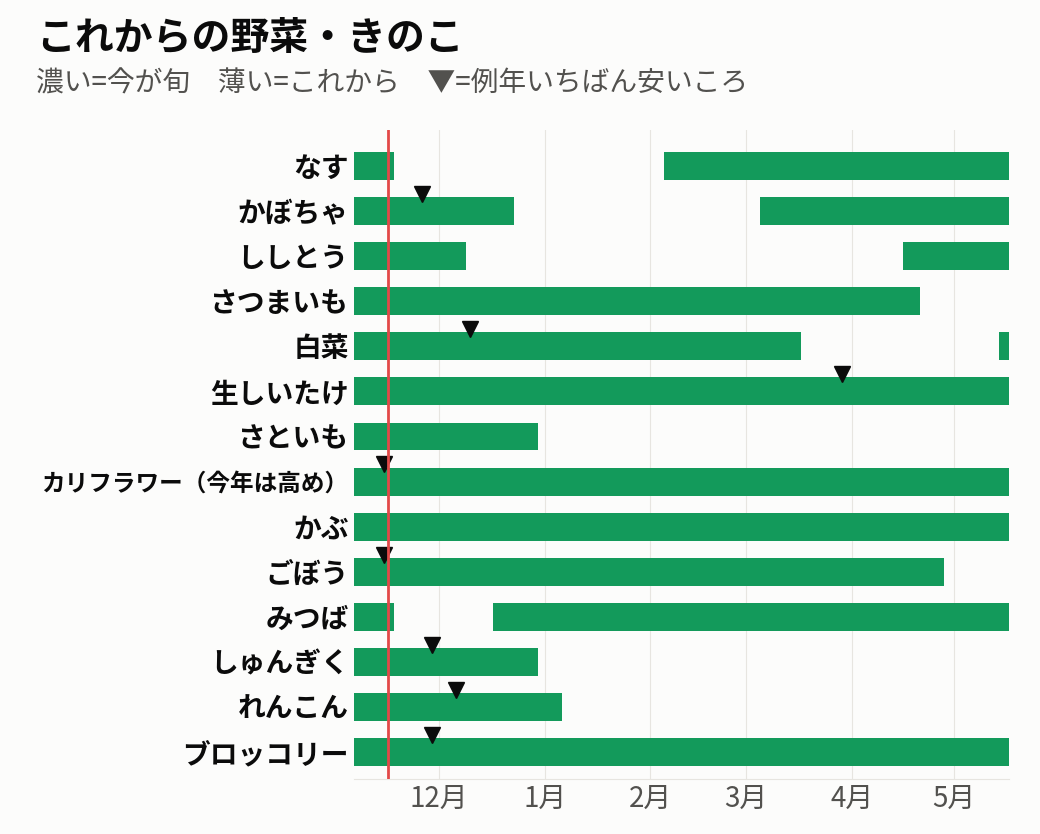 これからの野菜・きのこ
濃い=今が旬　薄い=これから　▼=例年いちばん安いころ
なす
かぼちゃ
ししとう
さつまいも
白菜
生しいたけ
さといも
カリフラワー（今年は高め）
かぶ
ごぼう
みつば
しゅんぎく
れんこん
ブロッコリー
12月 1月 2月 3月 4月 5月